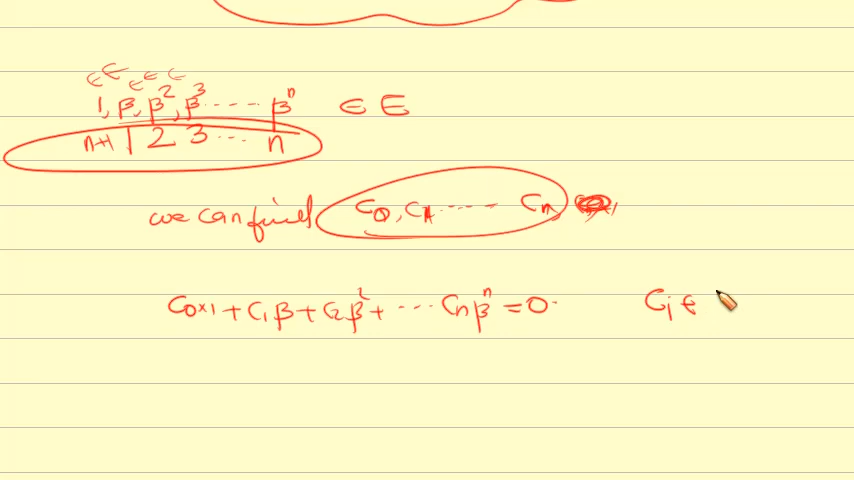 ∈ ∈ ∈ ∈ ∈
1, β, β², β³ ..... βⁿ ∈ E
n+1 | 1 2 3 ... n
we can find C₀, C₁ ..... Cₙ
C₀×1 + C₁β + C₂β² + ... Cₙβⁿ = 0.
Cᵢ ∈